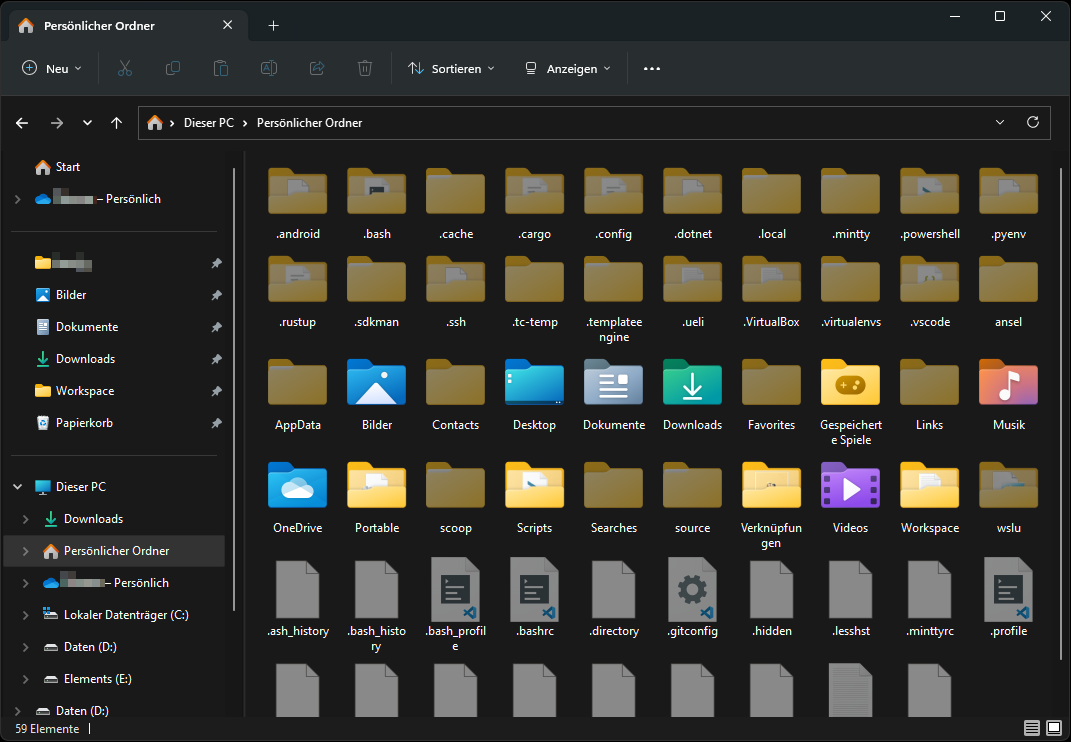 Persönlicher Ordner
Neu
Sortieren
Anzeigen
Dieser PC
Persönlicher Ordner
Start
– Persönlich
Bilder
Dokumente
Downloads
Workspace
Papierkorb
Dieser PC
Downloads
Persönlicher Ordner
– Persönlich
Lokaler Datenträger (C:)
Daten (D:)
Elements (E:)
Daten (D:)
.android
.bash
.cache
.cargo
.config
.dotnet
.local
.mintty
.powershell
.pyenv
.rustup
.sdkman
.ssh
.tc-temp
.templateengine
.ueli
.VirtualBox
.virtualenvs
.vscode
ansel
AppData
Bilder
Contacts
Desktop
Dokumente
Downloads
Favorites
Gespeicherte Spiele
Links
Musik
OneDrive
Portable
scoop
Scripts
Searches
source
Verknüpfungen
Videos
Workspace
wslu
.ash_history
.bash_history
.bash_profile
.bashrc
.directory
.gitconfig
.hidden
.lesshst
.minttyrc
.profile
59 Elemente